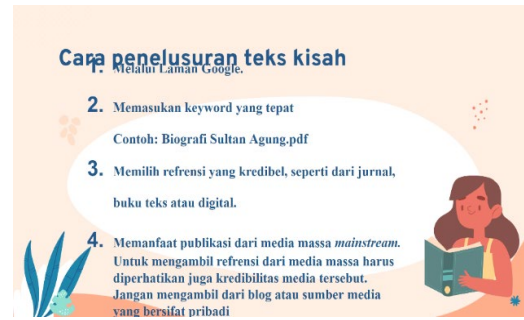 Cara penelusuran teks kisah
1. Melalui Laman Google.
2. Memasukan keyword yang tepat
Contoh: Biografi Sultan Agung.pdf
3. Memilih refrensi yang kredibel, seperti dari jurnal,
buku teks atau digital.
4. Memanfaat publikasi dari media massa mainstream.
Untuk mengambil refrensi dari media massa harus
diperhatikan juga kredibilitas media tersebut.
Jangan mengambil dari blog atau sumber media
yang bersifat pribadi